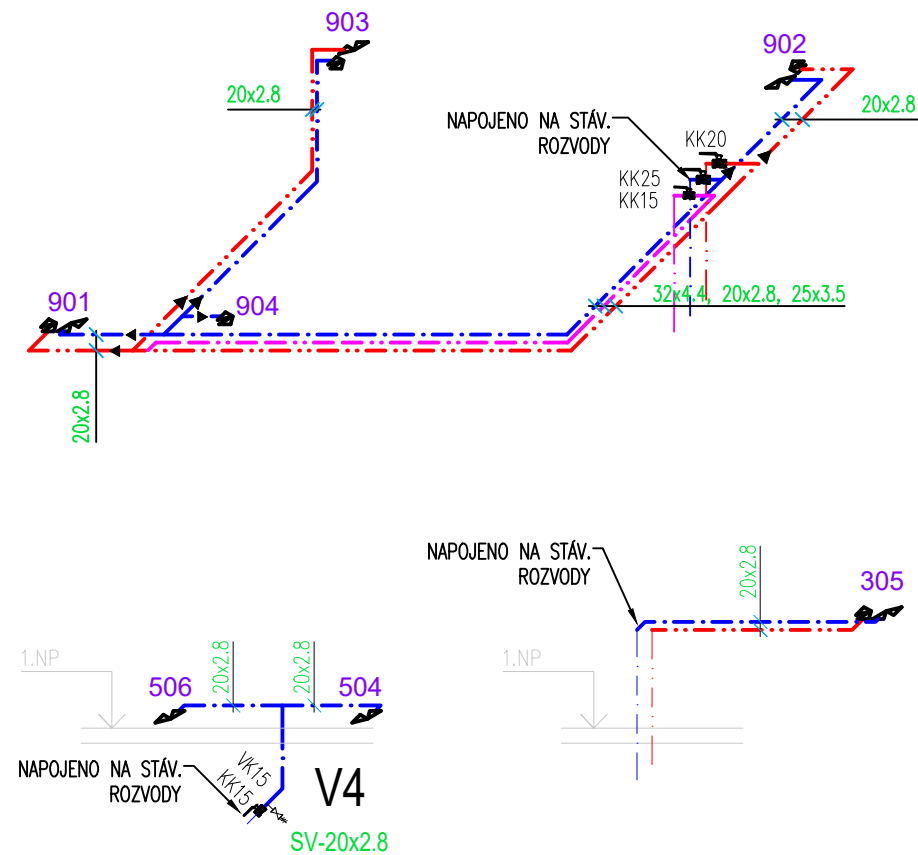 903
902
20x2.8
20x2.8
NAPOJENO NA STÁV.
ROZVODY
KK20
KK25
KK15
901
904
32x4.4, 20x2.8, 25x3.5
20x2.8
NAPOJENO NA STÁV.
ROZVODY
20x2.8
305
1.NP
20x2.8
20x2.8
1.NP
506
504
NAPOJENO NA STÁV.
ROZVODY
VK15
KK15
V4
SV-20x2.8